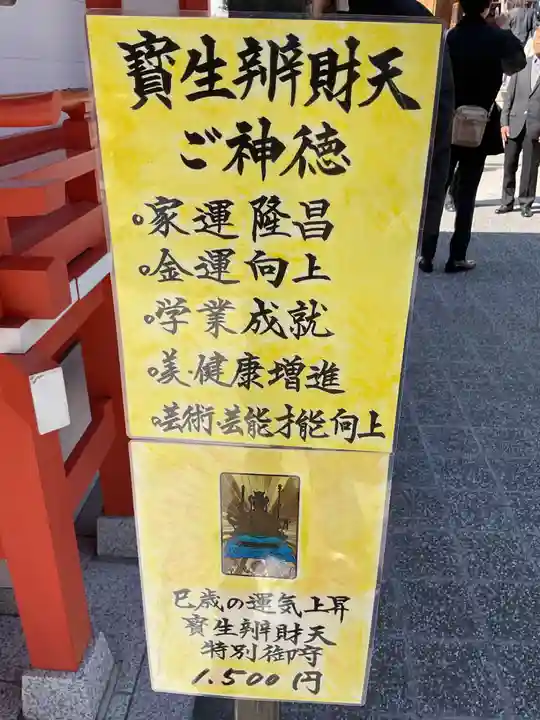 寳生辨財天
ご神徳
家運隆昌
金運向上
学業成就
美・健康増進
芸術芸能才能向上
巳歳の運気上昇
寳生辨財天
特別御守
1.500円